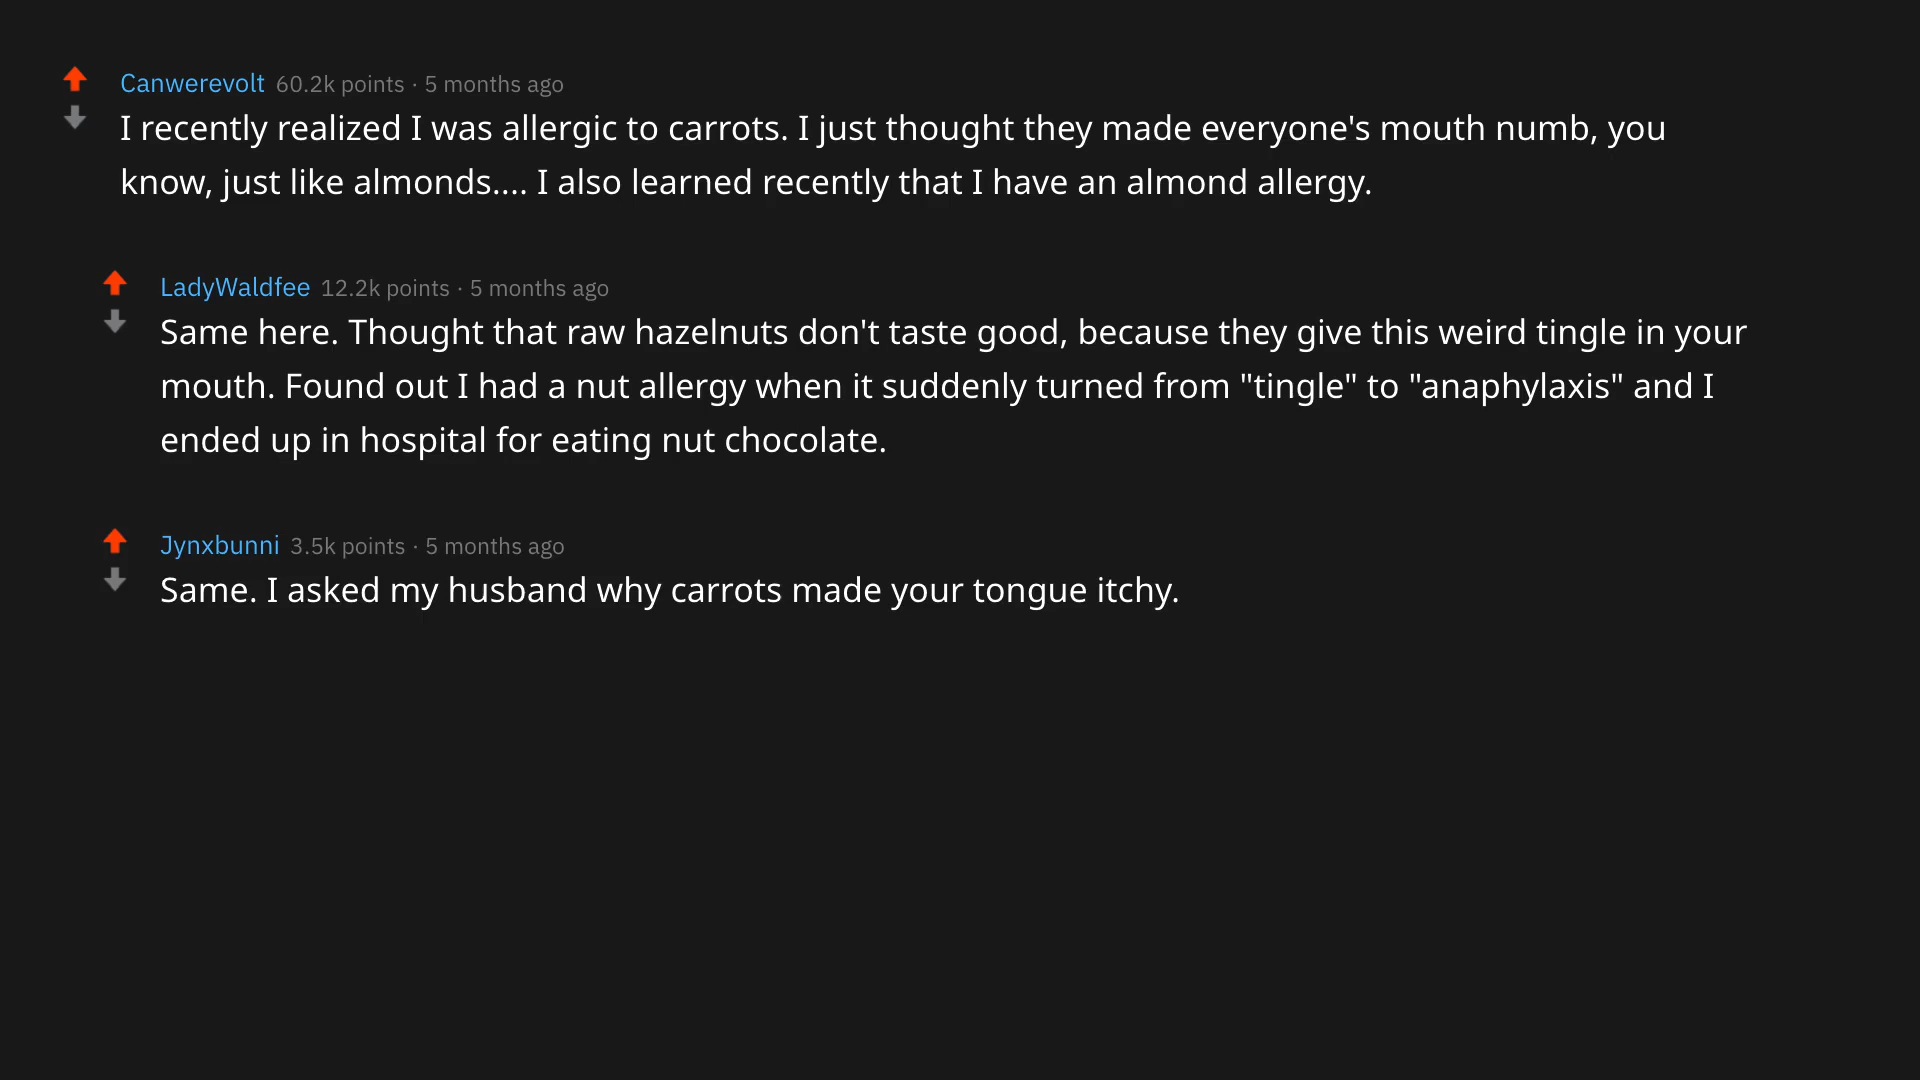 Canwerevolt 60.2k points · 5 months ago
I recently realized I was allergic to carrots. I just thought they made everyone's mouth numb, you
know, just like almonds.... I also learned recently that I have an almond allergy.
LadyWaldfee 12.2k points · 5 months ago
Same here. Thought that raw hazelnuts don't taste good, because they give this weird tingle in your
mouth. Found out I had a nut allergy when it suddenly turned from "tingle" to "anaphylaxis" and I
ended up in hospital for eating nut chocolate.
Jynxbunni 3.5k points · 5 months ago
Same. I asked my husband why carrots made your tongue itchy.